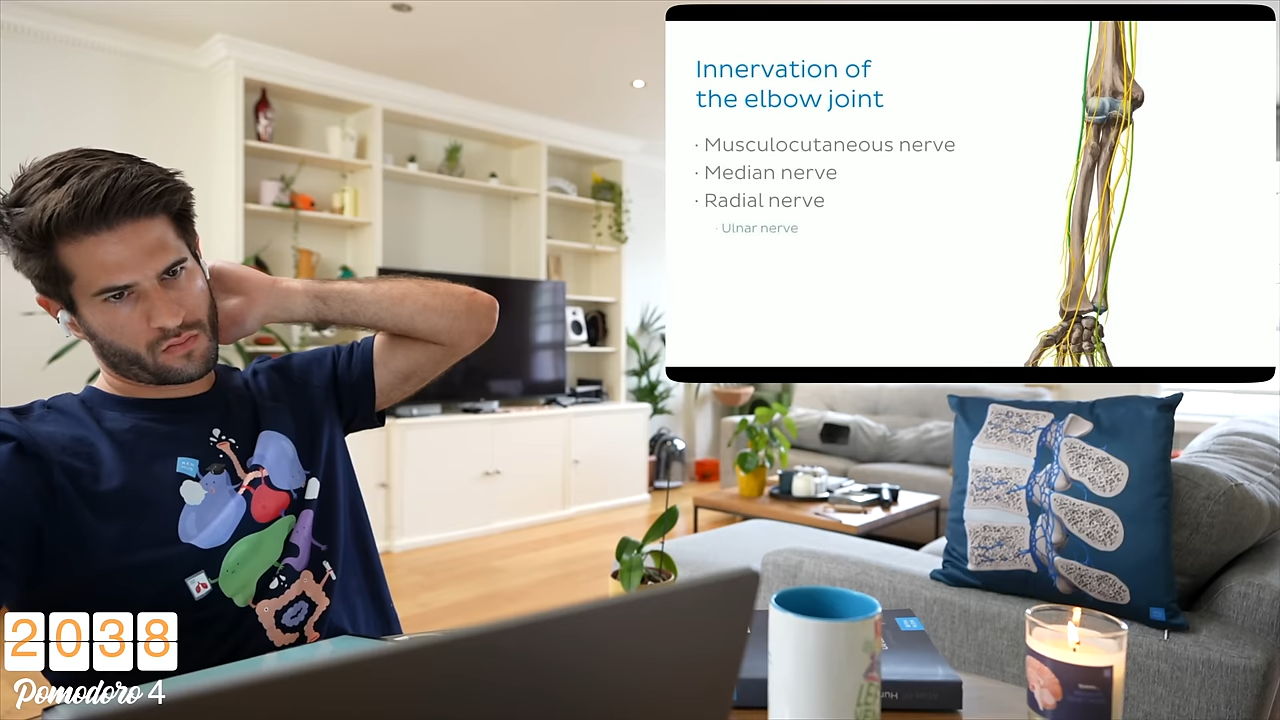 Innervation of
the elbow joint
· Musculocutaneous nerve
· Median nerve
· Radial nerve
· Ulnar nerve
2038
Pomodoro 4